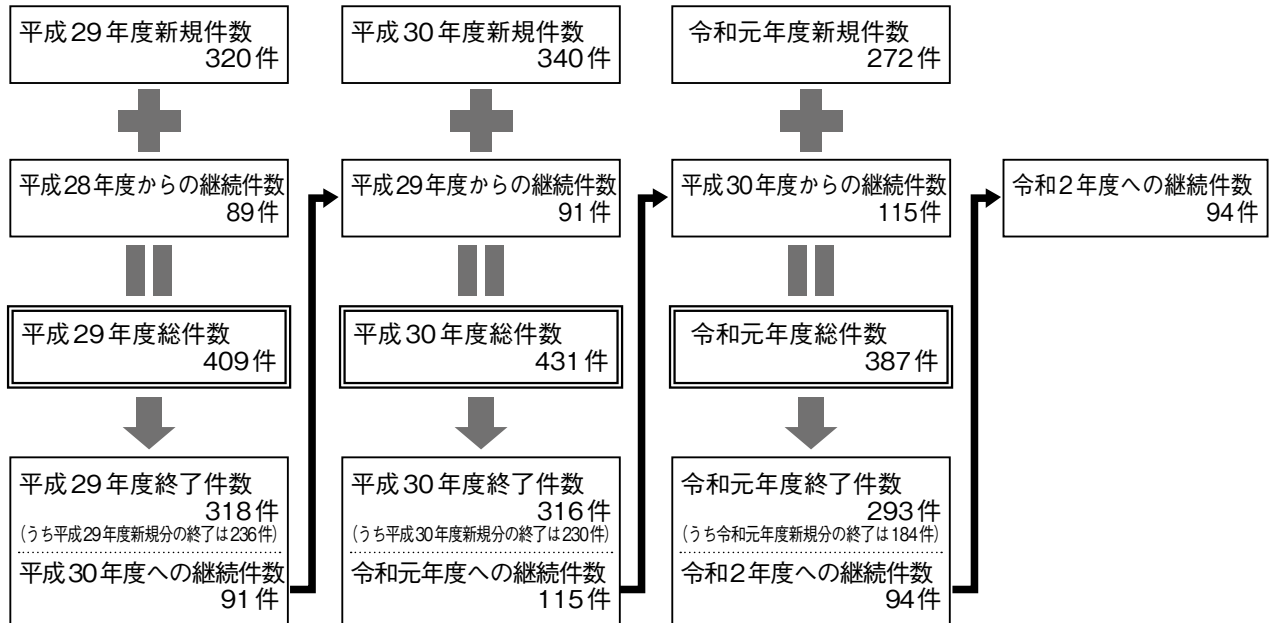 平成29年度新規件数
320件
平成28年度からの継続件数
89件
平成29年度総件数
409件
平成29年度終了件数
318件
(うち平成29年度新規分の終了は236件)
平成30年度への継続件数
91件
平成30年度新規件数
340件
平成29年度からの継続件数
91件
平成30年度総件数
431件
平成30年度終了件数
316件
(うち平成30年度新規分の終了は230件)
令和元年度への継続件数
115件
令和元年度新規件数
272件
平成30年度からの継続件数
115件
令和元年度総件数
387件
令和元年度終了件数
293件
(うち令和元年度新規分の終了は184件)
令和2年度への継続件数
94件
令和2年度への継続件数
94件